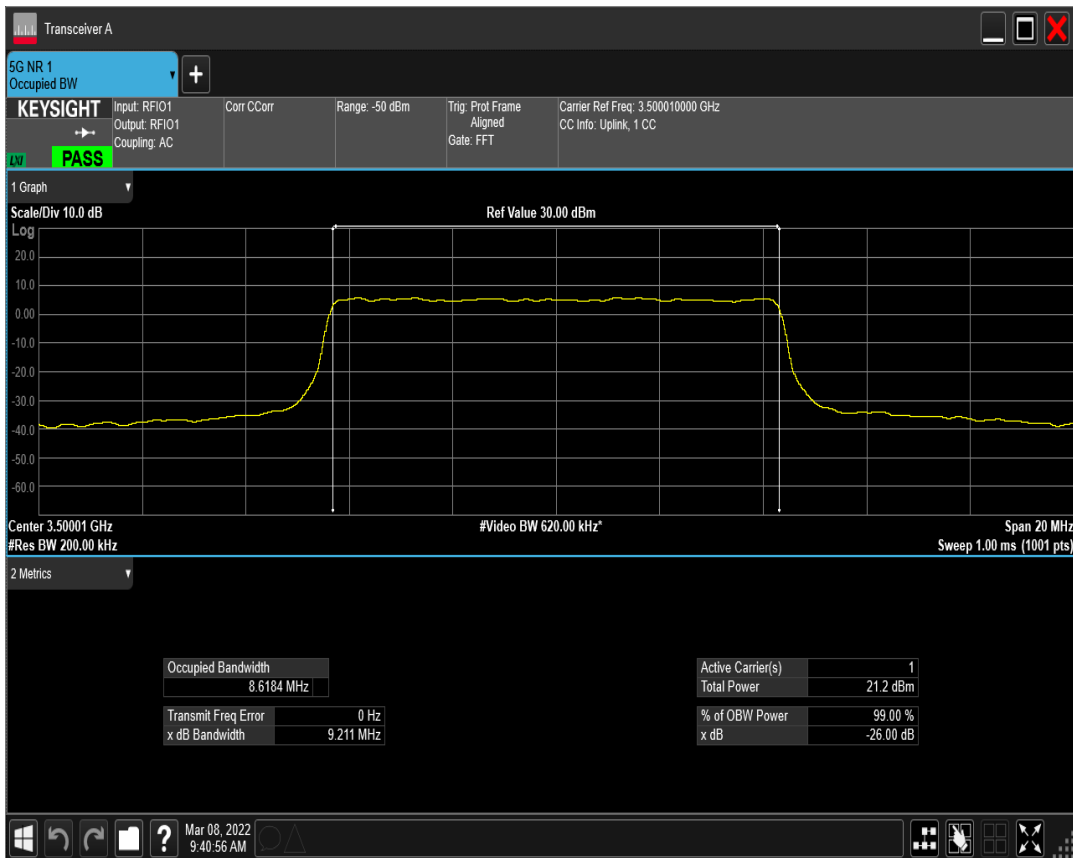 Transceiver A
5G NR 1
Occupied BW
+
KEYSIGHT
LXI PASS
Input: RFIO1
Output: RFIO1
Coupling: AC
Corr CCorr
Range: -50 dBm
Trig: Prot Frame
Aligned
Gate: FFT
Carrier Ref Freq: 3.500010000 GHz
CC Info: Uplink, 1 CC
1 Graph
Scale/Div 10.0 dB
Ref Value 30.00 dBm
Log
20.0
10.0
0.00
-10.0
-20.0
-30.0
-40.0
-50.0
-60.0
Center 3.50001 GHz
#Video BW 620.00 kHz*
Span 20 MHz
#Res BW 200.00 kHz
Sweep 1.00 ms (1001 pts)
2 Metrics
Occupied Bandwidth
8.6184 MHz
Transmit Freq Error 0 Hz
x dB Bandwidth 9.211 MHz
Active Carrier(s) 1
Total Power 21.2 dBm
% of OBW Power 99.00 %
x dB -26.00 dB
?
Mar 08, 2022
9:40:56 AM